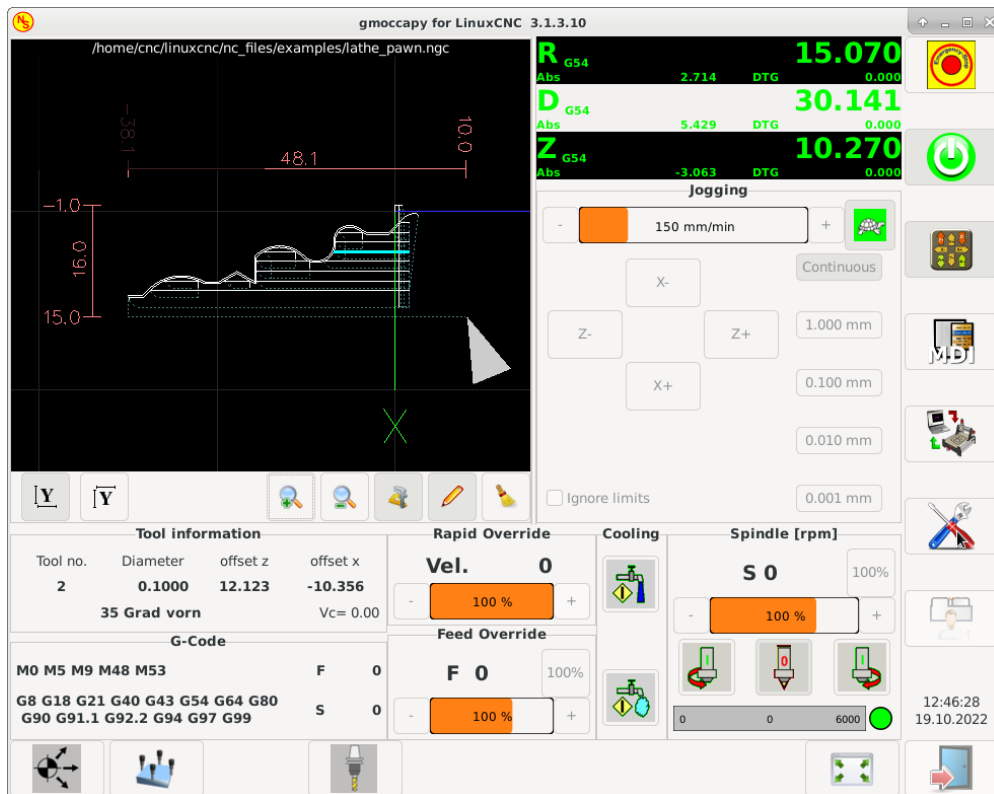 NS
gmoccapy for LinuxCNC 3.1.3.10
/home/cnc/linuxcnc/nc_files/examples/lathe_pawn.ngc
-38.1
10.0
48.1
-1.0
16.0
15.0
X
R G54 15.070
Abs 2.714 DTG 0.000
D G54 30.141
Abs 5.429 DTG 0.000
Z G54 10.270
Abs -3.063 DTG 0.000
Emergency-Stop
Jogging
- 150 mm/min +
X-
Continuous
Z- Z+
1.000 mm
X+
0.100 mm
0.010 mm
Ignore limits
0.001 mm
MDI
Y Y
Tool information
Tool no. Diameter offset z offset x
2 0.1000 12.123 -10.356
35 Grad vorn Vc= 0.00
G-Code
M0 M5 M9 M48 M53 F 0
G8 G18 G21 G40 G43 G54 G64 G80
G90 G91.1 G92.2 G94 G97 G99
S 0
Rapid Override
Vel. 0
- 100 % +
Feed Override
F 0 100%
- 100 % +
Cooling
Spindle [rpm]
S 0 100%
- 100 % +
I 0 I
0 0 6000
12:46:28
19.10.2022